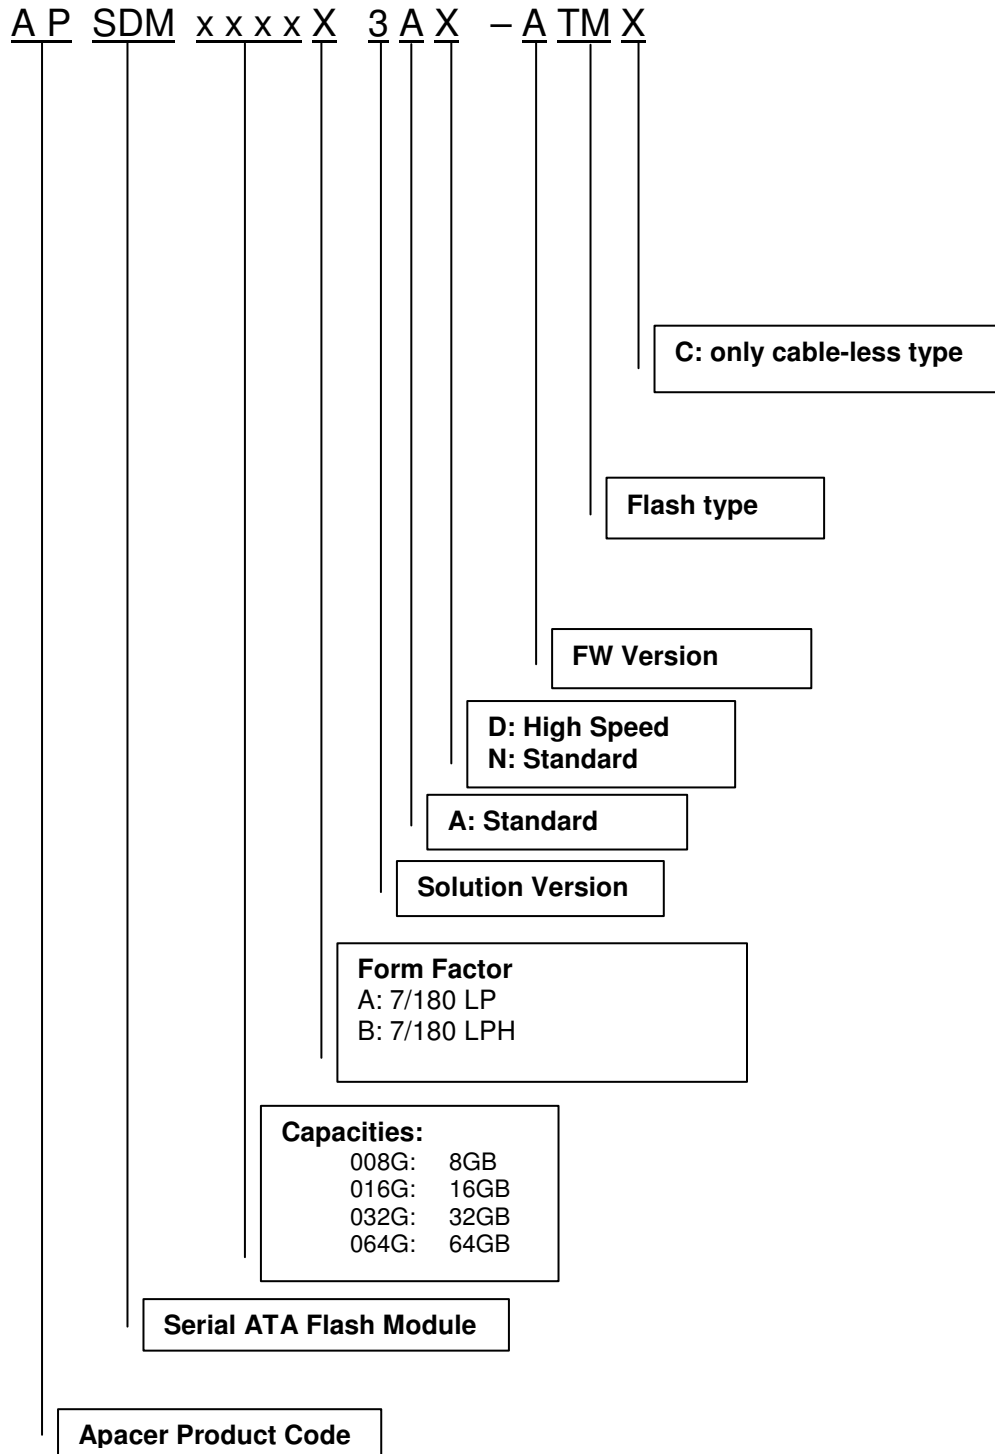 A P SDM x x x x X 3 A X – A TM X
C: only cable-less type
Flash type
FW Version
D: High Speed
N: Standard
A: Standard
Solution Version
Form Factor
A: 7/180 LP
B: 7/180 LPH
Capacities:
008G: 8GB
016G: 16GB
032G: 32GB
064G: 64GB
Serial ATA Flash Module
Apacer Product Code